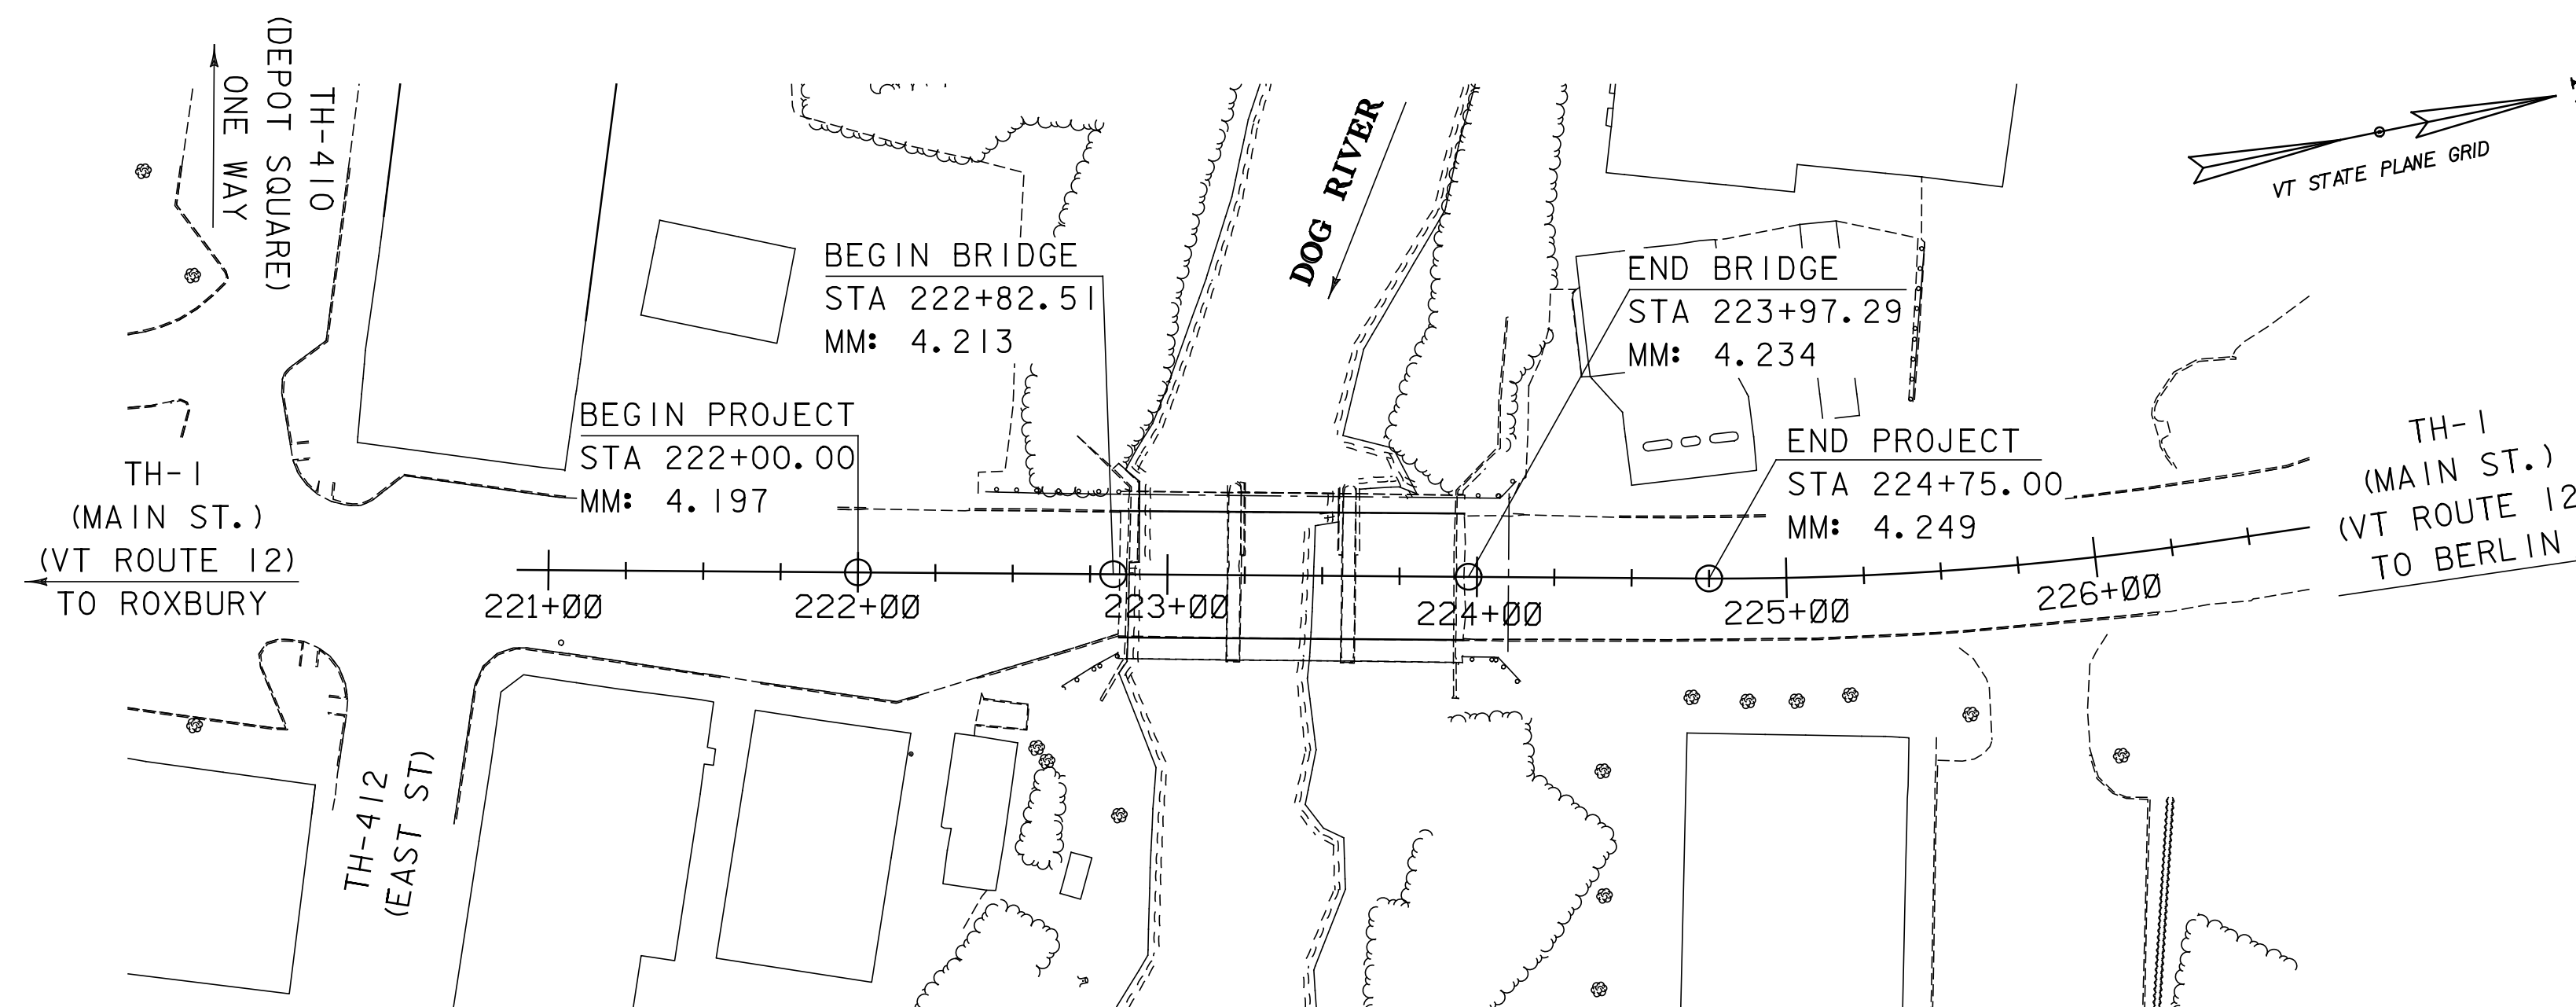 TH-410
(DEPOT SQUARE)
ONE WAY
DOG RIVER
VT STATE PLANE GRID
BEGIN BRIDGE
STA 222+82.51
MM: 4.213
END BRIDGE
STA 223+97.29
MM: 4.234
BEGIN PROJECT
STA 222+00.00
MM: 4.197
END PROJECT
STA 224+75.00
MM: 4.249
TH-1
(MAIN ST.)
(VT ROUTE 12)
TO ROXBURY
TH-1
(MAIN ST.)
(VT ROUTE 12
TO BERLIN
221+00
222+00
223+00
224+00
225+00
226+00
TH-412
(EAST ST)